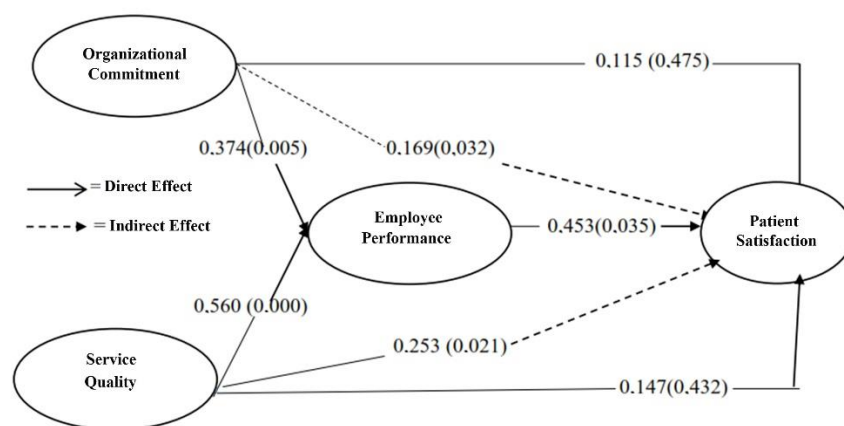 Organizational
Commitment
0.115 (0.475)
0.374(0.005)
0.169(0.032)
= Direct Effect
= Indirect Effect
Employee
Performance
0.453(0.035)
Patient
Satisfaction
0.560 (0.000)
0.253 (0.021)
Service
Quality
0.147(0.432)